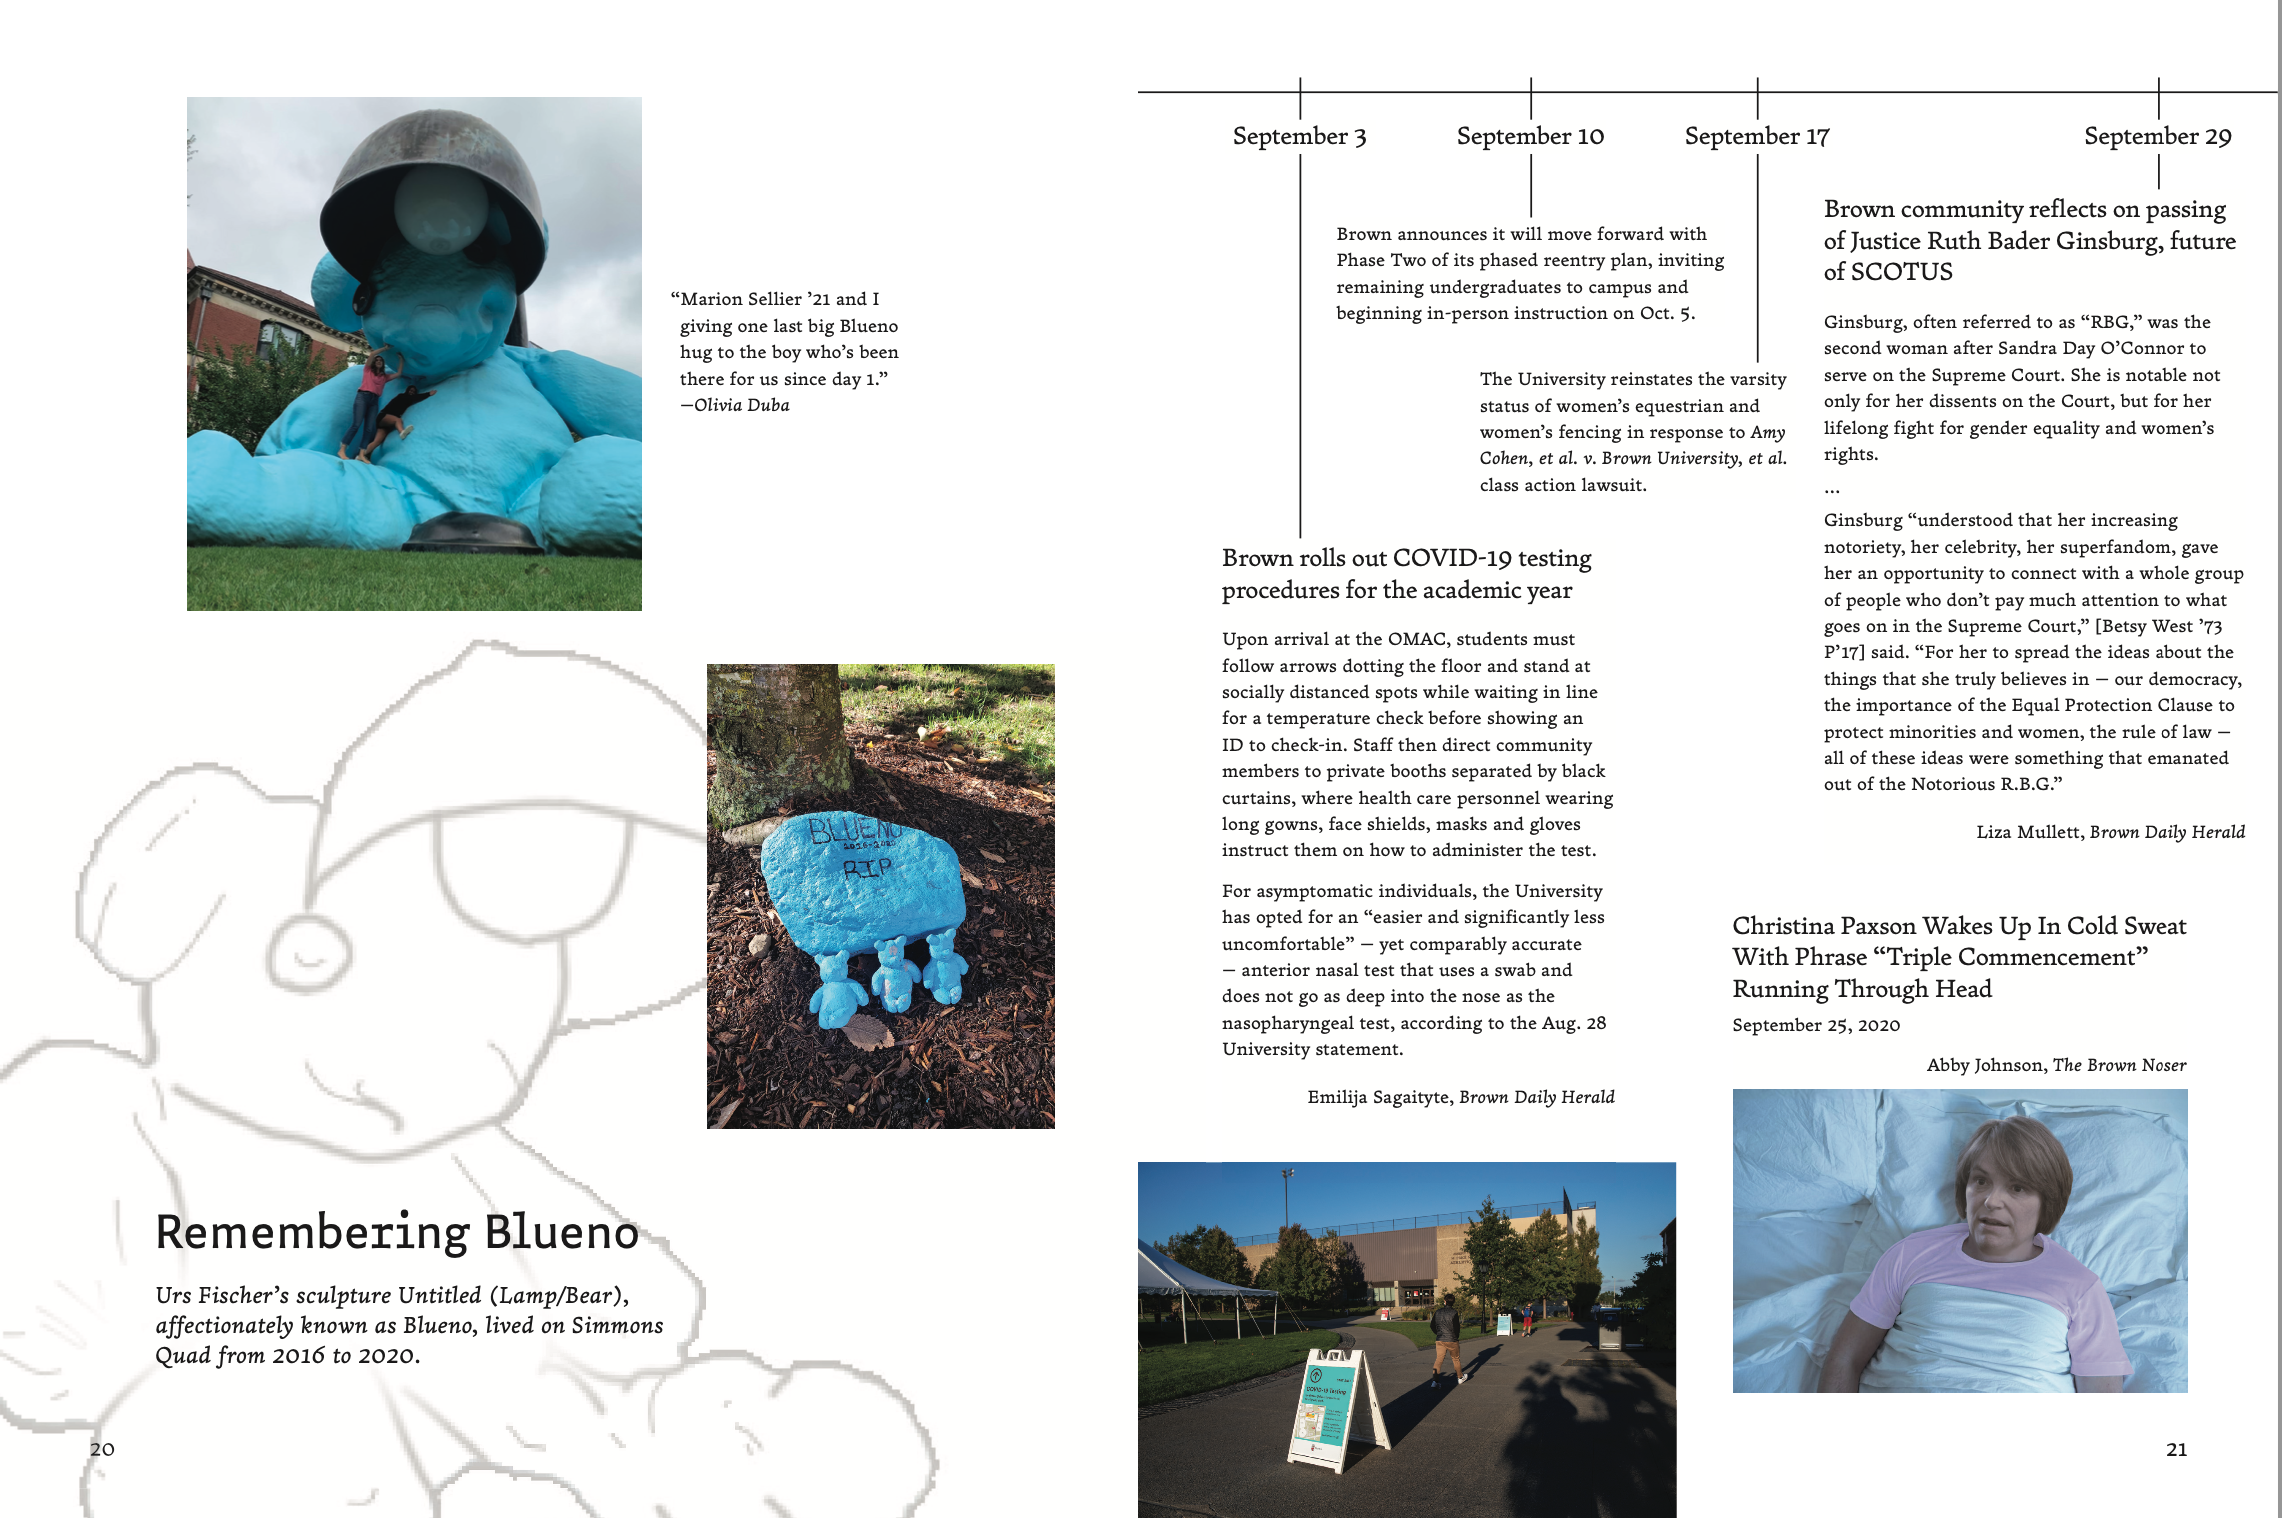 “Marion Sellier ’21 and I
giving one last big Blueno
hug to the boy who’s been
there for us since day 1.”
—Olivia Duba
BLUENO
2016-2020
RIP
Remembering Blueno
Urs Fischer’s sculpture Untitled (Lamp/Bear),
affectionately known as Blueno, lived on Simmons
Quad from 2016 to 2020.
20
September 3
September 10
September 17
September 29
Brown announces it will move forward with
Phase Two of its phased reentry plan, inviting
remaining undergraduates to campus and
beginning in-person instruction on Oct. 5.
The University reinstates the varsity
status of women’s equestrian and
women’s fencing in response to Amy
Cohen, et al. v. Brown University, et al.
class action lawsuit.
Brown rolls out COVID-19 testing
procedures for the academic year
Upon arrival at the OMAC, students must
follow arrows dotting the floor and stand at
socially distanced spots while waiting in line
for a temperature check before showing an
ID to check-in. Staff then direct community
members to private booths separated by black
curtains, where health care personnel wearing
long gowns, face shields, masks and gloves
instruct them on how to administer the test.
For asymptomatic individuals, the University
has opted for an “easier and significantly less
uncomfortable” — yet comparably accurate
— anterior nasal test that uses a swab and
does not go as deep into the nose as the
nasopharyngeal test, according to the Aug. 28
University statement.
Emilija Sagaityte, Brown Daily Herald
COVID-19 Testing
Brown community reflects on passing
of Justice Ruth Bader Ginsburg, future
of SCOTUS
Ginsburg, often referred to as “RBG,” was the
second woman after Sandra Day O’Connor to
serve on the Supreme Court. She is notable not
only for her dissents on the Court, but for her
lifelong fight for gender equality and women’s
rights.
...
Ginsburg “understood that her increasing
notoriety, her celebrity, her superfandom, gave
her an opportunity to connect with a whole group
of people who don’t pay much attention to what
goes on in the Supreme Court,” [Betsy West ’73
P’17] said. “For her to spread the ideas about the
things that she truly believes in — our democracy,
the importance of the Equal Protection Clause to
protect minorities and women, the rule of law —
all of these ideas were something that emanated
out of the Notorious R.B.G.”
Liza Mullett, Brown Daily Herald
Christina Paxson Wakes Up In Cold Sweat
With Phrase “Triple Commencement”
Running Through Head
September 25, 2020
Abby Johnson, The Brown Noser
21